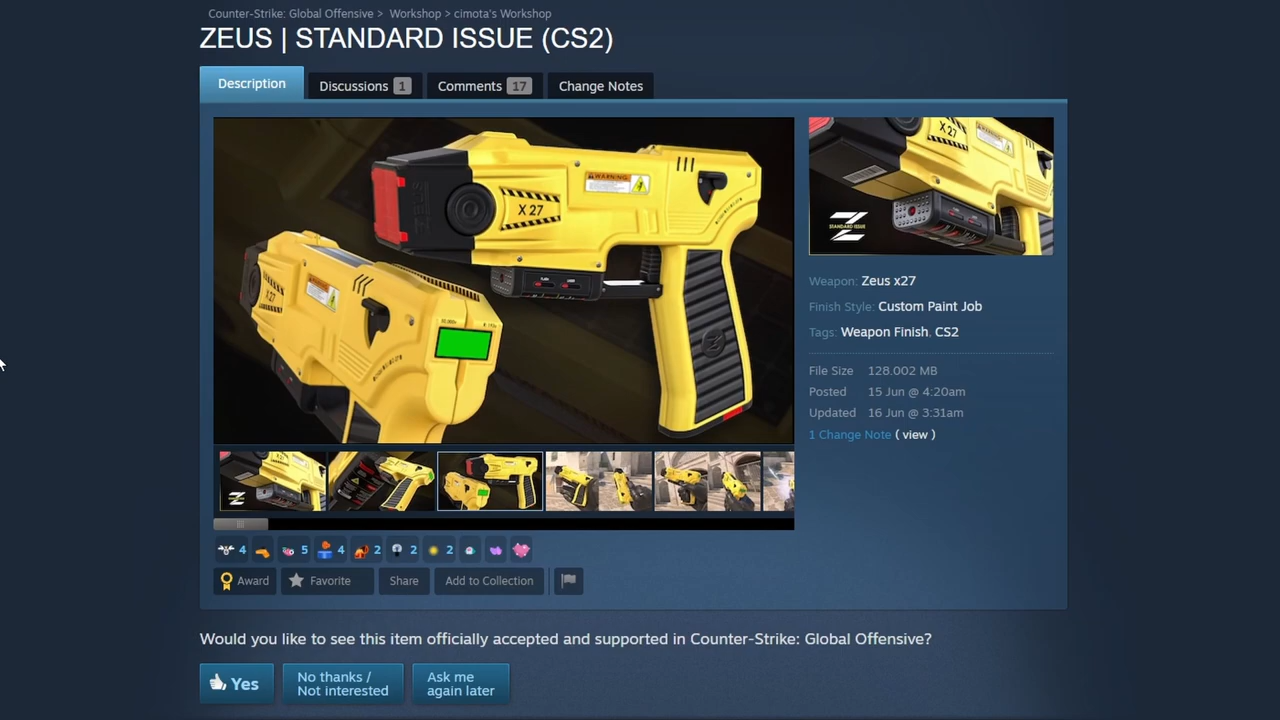 Counter-Strike: Global Offensive > Workshop > cimota's Workshop
ZEUS | STANDARD ISSUE (CS2)
Description
Discussions 1
Comments 17
Change Notes
WARNING
X 27
ZEUS
X 27
X 27
STANDARD ISSUE
Weapon: Zeus x27
Finish Style: Custom Paint Job
Tags: Weapon Finish, CS2
File Size 128.002 MB
Posted 15 Jun @ 4:20am
Updated 16 Jun @ 3:31am
1 Change Note ( view )
4 5 4 2 2 2
Award
Favorite
Share
Add to Collection
Would you like to see this item officially accepted and supported in Counter-Strike: Global Offensive?
Yes
No thanks /
Not interested
Ask me
again later